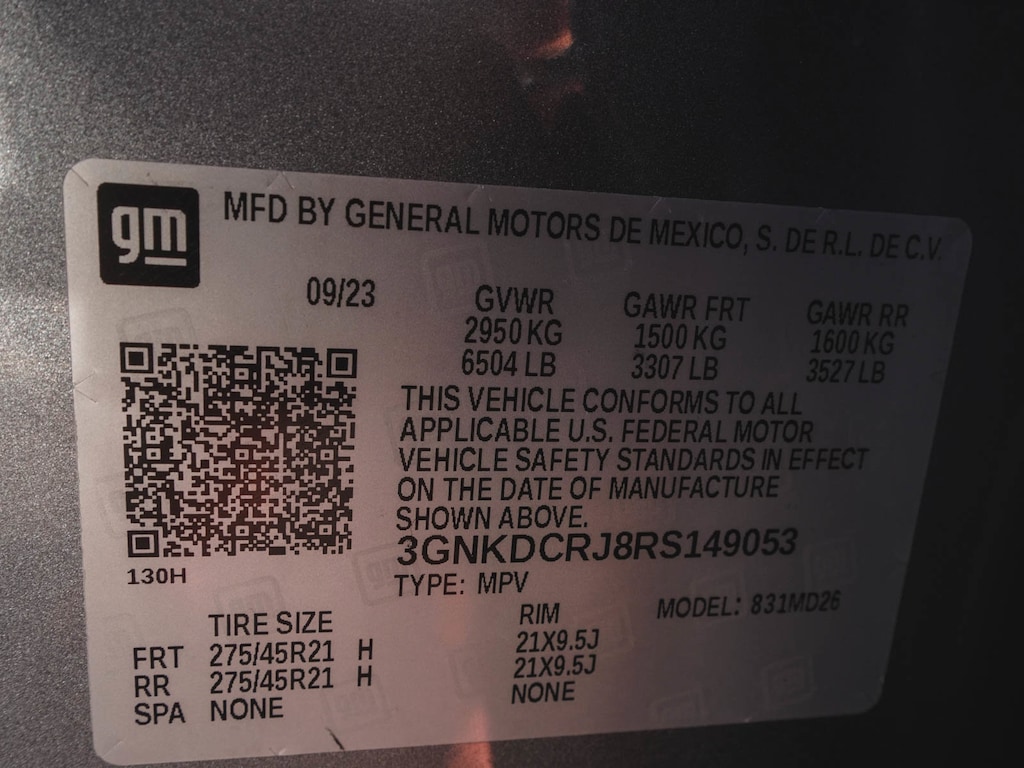 gm
MFD BY GENERAL MOTORS DE MEXICO, S. DE R.L. DE C.V.
09/23 GVWR GAWR FRT GAWR RR
2950 KG 1500 KG 1600 KG
6504 LB 3307 LB 3527 LB
THIS VEHICLE CONFORMS TO ALL
APPLICABLE U.S. FEDERAL MOTOR
VEHICLE SAFETY STANDARDS IN EFFECT
ON THE DATE OF MANUFACTURE
SHOWN ABOVE.
3GNKDCRJ8RS149053
130H
TYPE: MPV MODEL: 831MD26
TIRE SIZE RIM
FRT 275/45R21 H 21X9.5J
RR 275/45R21 H 21X9.5J
SPA NONE NONE